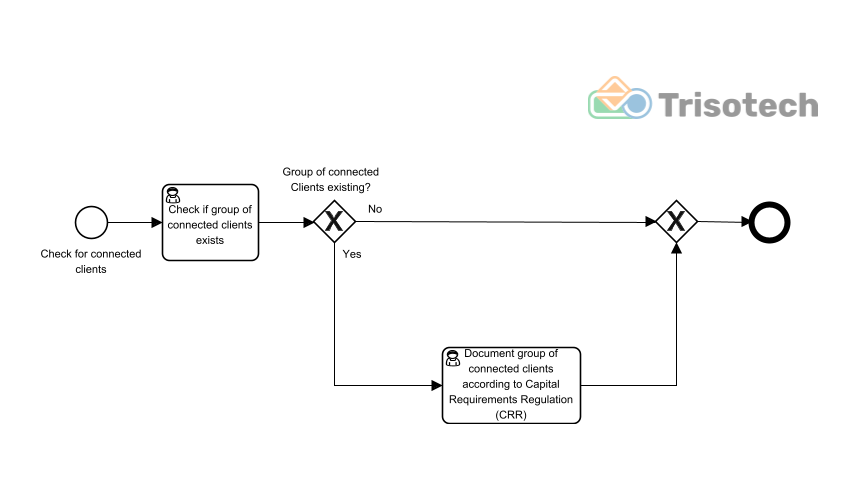 Trisotech
Group of connected
Clients existing?
No
Check if group of
connected clients
exists
Check for connected
clients
Yes
Document group of
connected clients
according to Capital
Requirements Regulation
(CRR)